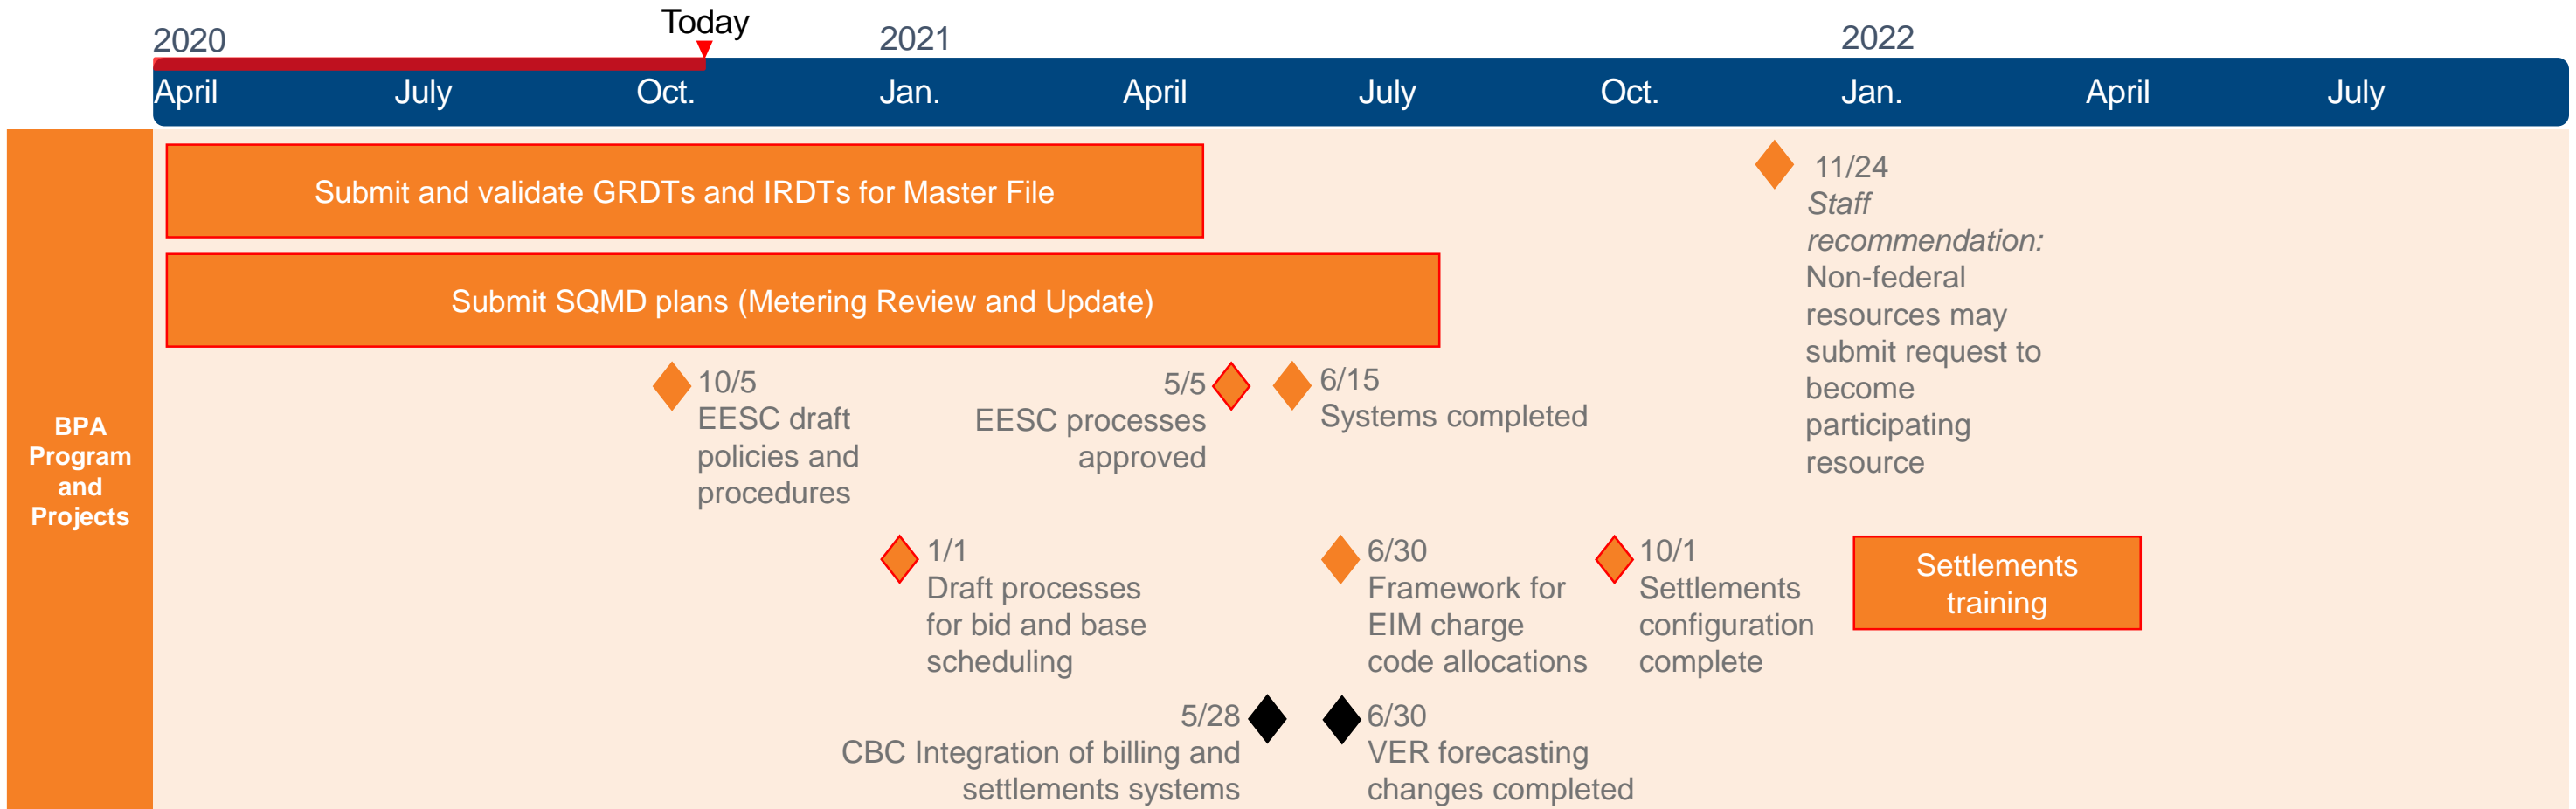 Today
2020
2021
2022
April
July
Oct.
Jan.
April
July
Oct.
Jan.
April
July
BPA
Program
and
Projects
Submit and validate GRDTs and IRDTs for Master File
Submit SQMD plans (Metering Review and Update)
11/24
Staff
recommendation:
Non-federal
resources may
submit request to
become
participating
resource
10/5
EESC draft
policies and
procedures
5/5
EESC processes
approved
6/15
Systems completed
1/1
Draft processes
for bid and base
scheduling
6/30
Framework for
EIM charge
code allocations
10/1
Settlements
configuration
complete
Settlements
training
5/28
CBC Integration of billing and
settlements systems
6/30
VER forecasting
changes completed